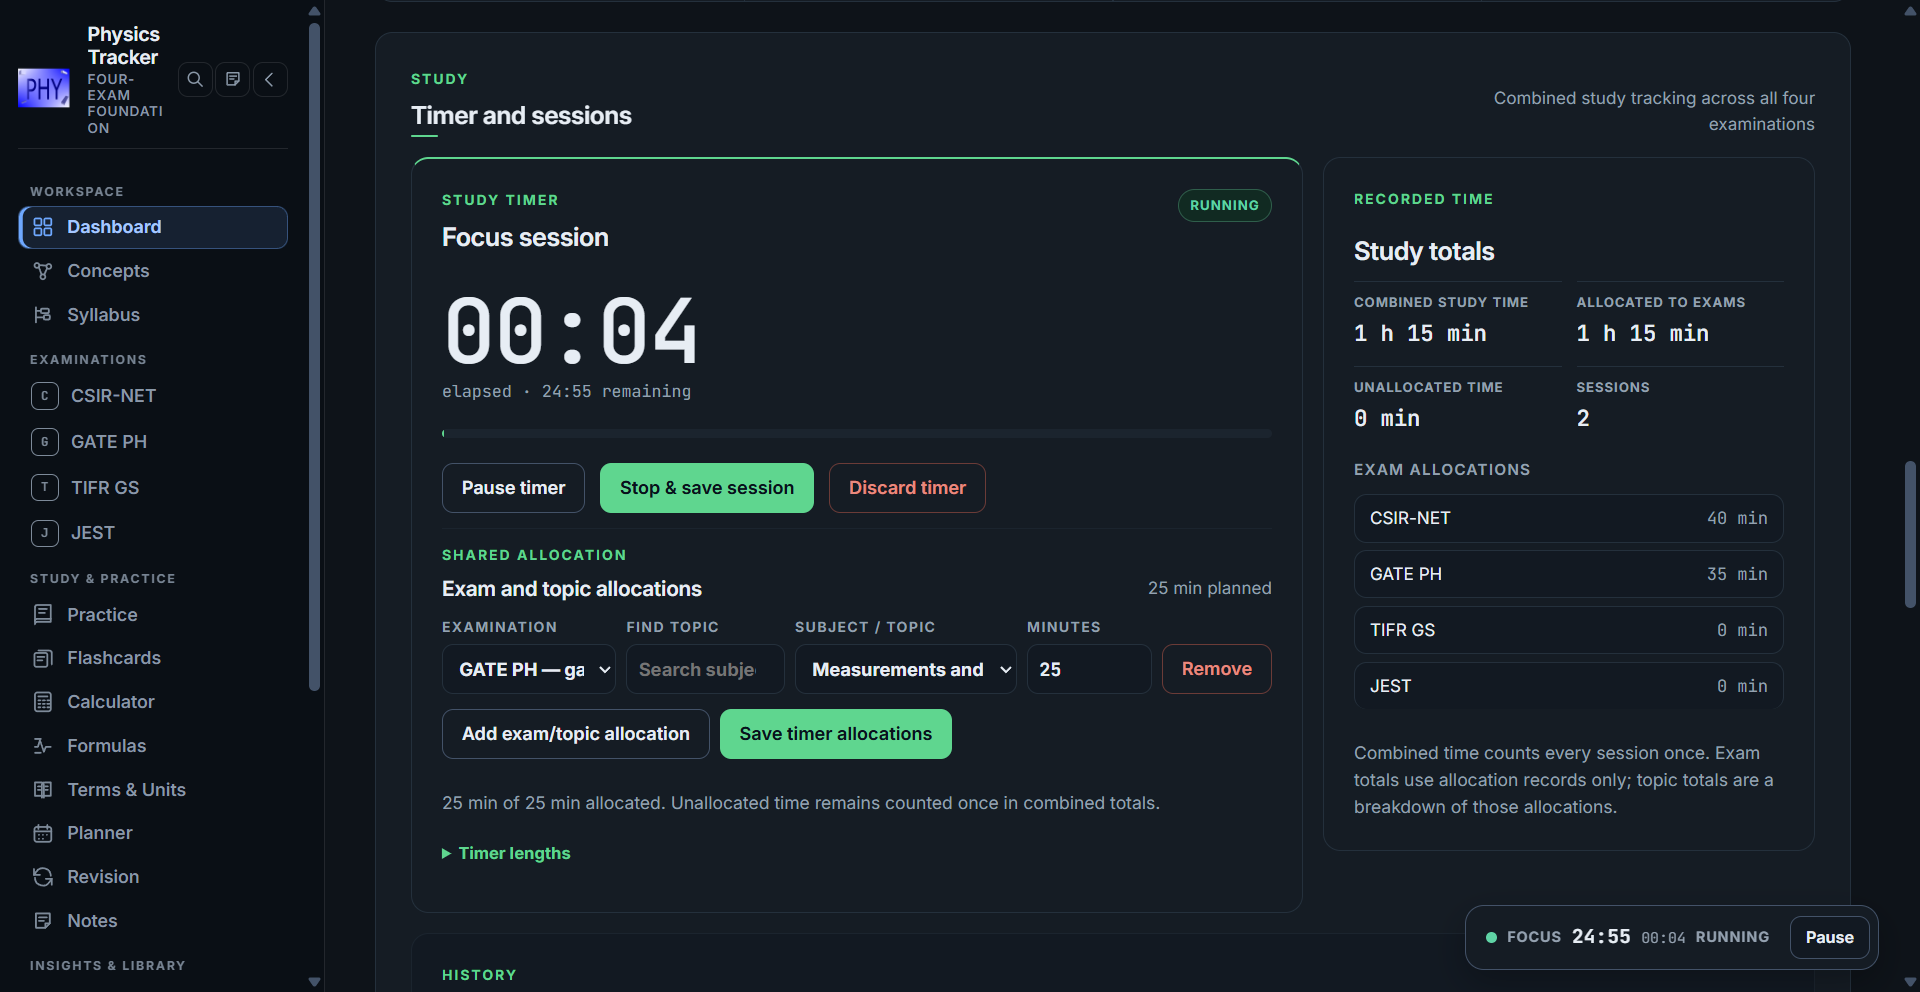 PHY
Physics
Tracker
FOUR-
EXAM
FOUNDATI
ON
WORKSPACE
Dashboard
Concepts
Syllabus
EXAMINATIONS
C CSIR-NET
G GATE PH
T TIFR GS
J JEST
STUDY & PRACTICE
Practice
Flashcards
Calculator
Formulas
Terms & Units
Planner
Revision
Notes
INSIGHTS & LIBRARY
STUDY
Timer and sessions
Combined study tracking across all four
examinations
STUDY TIMER
RUNNING
Focus session
00:04
elapsed · 24:55 remaining
Pause timer Stop & save session Discard timer
SHARED ALLOCATION
Exam and topic allocations 25 min planned
EXAMINATION FIND TOPIC SUBJECT / TOPIC MINUTES
GATE PH — ga Search subje Measurements and 25 Remove
Add exam/topic allocation Save timer allocations
25 min of 25 min allocated. Unallocated time remains counted once in combined totals.
Timer lengths
HISTORY
RECORDED TIME
Study totals
COMBINED STUDY TIME ALLOCATED TO EXAMS
1 h 15 min 1 h 15 min
UNALLOCATED TIME SESSIONS
0 min 2
EXAM ALLOCATIONS
CSIR-NET 40 min
GATE PH 35 min
TIFR GS 0 min
JEST 0 min
Combined time counts every session once. Exam
totals use allocation records only; topic totals are a
breakdown of those allocations.
FOCUS 24:55 00:04 RUNNING Pause